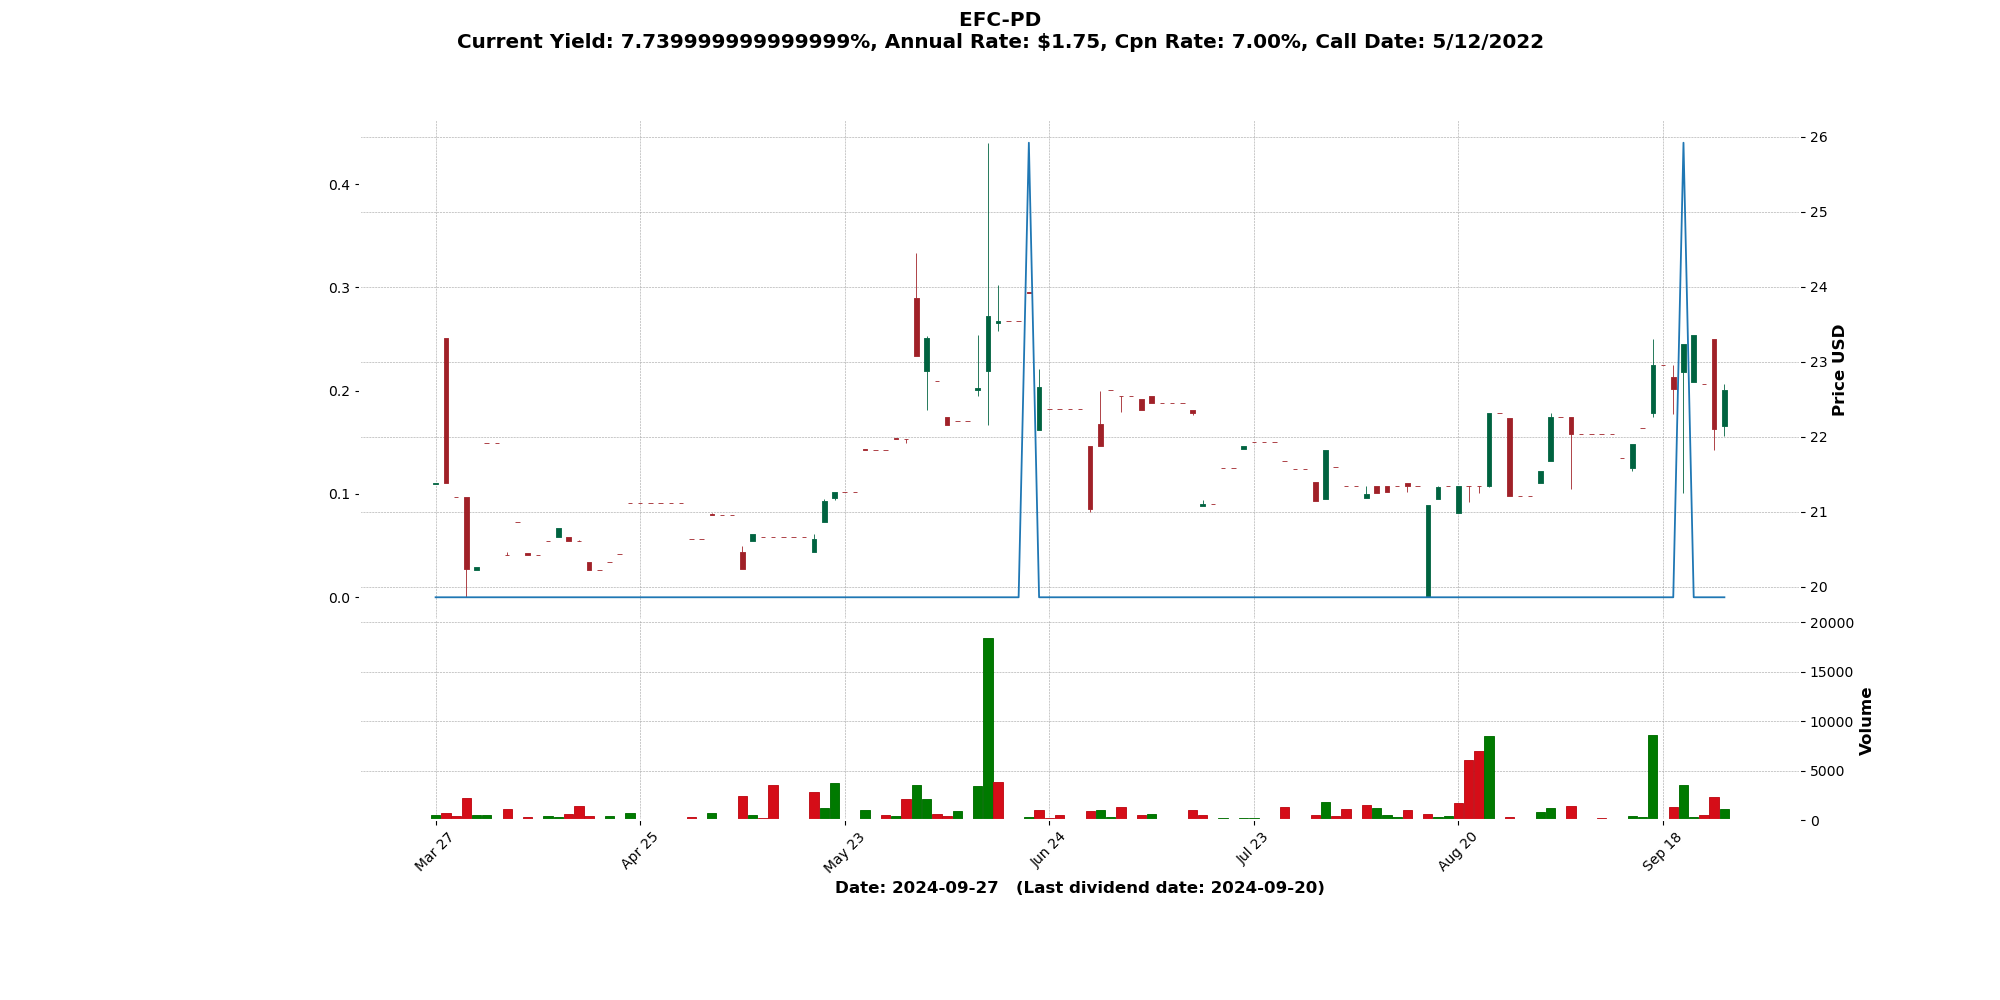 EFC-PD
Current Yield: 7.739999999999999%, Annual Rate: $1.75, Cpn Rate: 7.00%, Call Date: 5/12/2022
0.4
0.3
0.2
0.1
0.0
26
25
24
23
22
21
20
Price USD
20000
15000
10000
5000
0
Volume
Mar 27
Apr 25
May 23
Jun 24
Jul 23
Aug 20
Sep 18
Date: 2024-09-27   (Last dividend date: 2024-09-20)